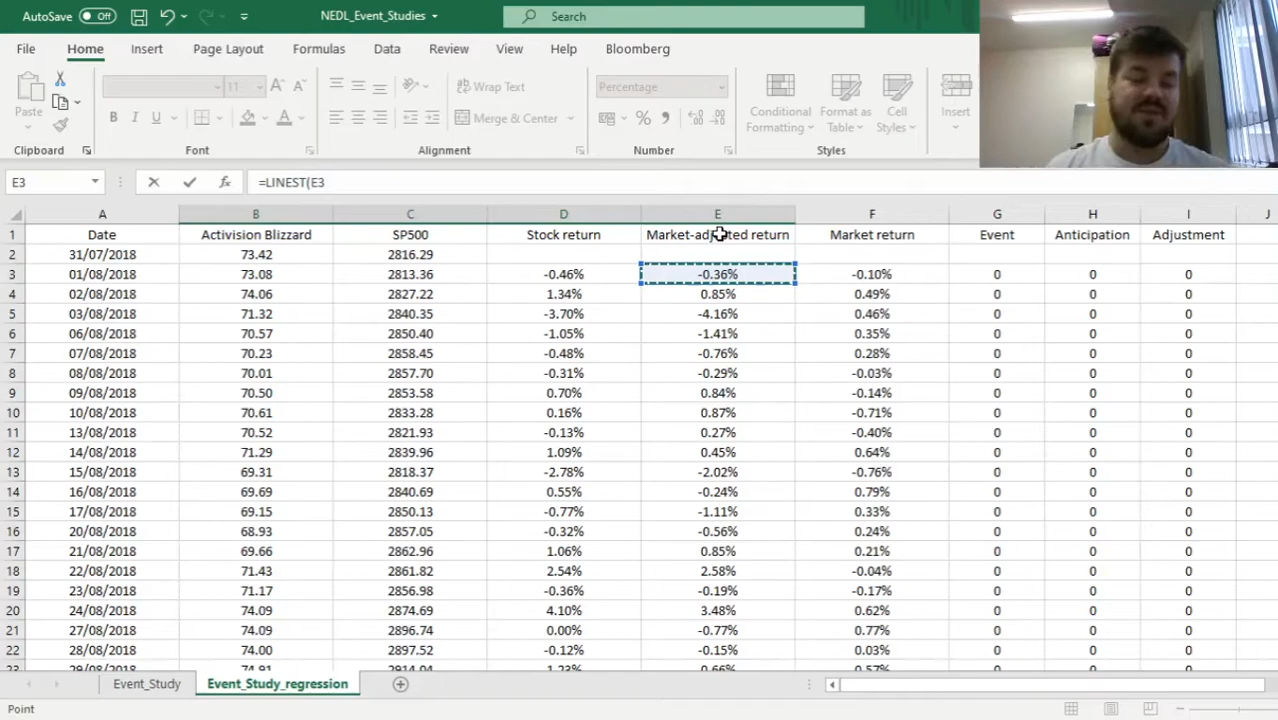 AutoSave Off NEDL_Event_Studies Search
File Home Insert Page Layout Formulas Data Review View Help Bloomberg
Paste 11 A A Wrap Text Percentage Conditional Formatting Format as Table Cell Styles Insert
B I U A Merge & Center % 
Clipboard Font Alignment Number Styles
E3 fx =LINEST(E3
A B C D E F G H I J
1 Date Activision Blizzard SP500 Stock return Market-adjusted return Market return Event Anticipation Adjustment
2 31/07/2018 73.42 2816.29
3 01/08/2018 73.08 2813.36 -0.46% -0.36% -0.10% 0 0 0
4 02/08/2018 74.06 2827.22 1.34% 0.85% 0.49% 0 0 0
5 03/08/2018 71.32 2840.35 -3.70% -4.16% 0.46% 0 0 0
6 06/08/2018 70.57 2850.40 -1.05% -1.41% 0.35% 0 0 0
7 07/08/2018 70.23 2858.45 -0.48% -0.76% 0.28% 0 0 0
8 08/08/2018 70.01 2857.70 -0.31% -0.29% -0.03% 0 0 0
9 09/08/2018 70.50 2853.58 0.70% 0.84% -0.14% 0 0 0
10 10/08/2018 70.61 2833.28 0.16% 0.87% -0.71% 0 0 0
11 13/08/2018 70.52 2821.93 -0.13% 0.27% -0.40% 0 0 0
12 14/08/2018 71.29 2839.96 1.09% 0.45% 0.64% 0 0 0
13 15/08/2018 69.31 2818.37 -2.78% -2.02% -0.76% 0 0 0
14 16/08/2018 69.69 2840.69 0.55% -0.24% 0.79% 0 0 0
15 17/08/2018 69.15 2850.13 -0.77% -1.11% 0.33% 0 0 0
16 20/08/2018 68.93 2857.05 -0.32% -0.56% 0.24% 0 0 0
17 21/08/2018 69.66 2862.96 1.06% 0.85% 0.21% 0 0 0
18 22/08/2018 71.43 2861.82 2.54% 2.58% -0.04% 0 0 0
19 23/08/2018 71.17 2856.98 -0.36% -0.19% -0.17% 0 0 0
20 24/08/2018 74.09 2874.69 4.10% 3.48% 0.62% 0 0 0
21 27/08/2018 74.09 2896.74 0.00% -0.77% 0.77% 0 0 0
22 28/08/2018 74.00 2897.52 -0.12% -0.15% 0.03% 0 0 0
23 29/08/2018 74.91 2914.04 1.23% 0.66% 0.57% 0 0 0
Event_Study Event_Study_regression
Point